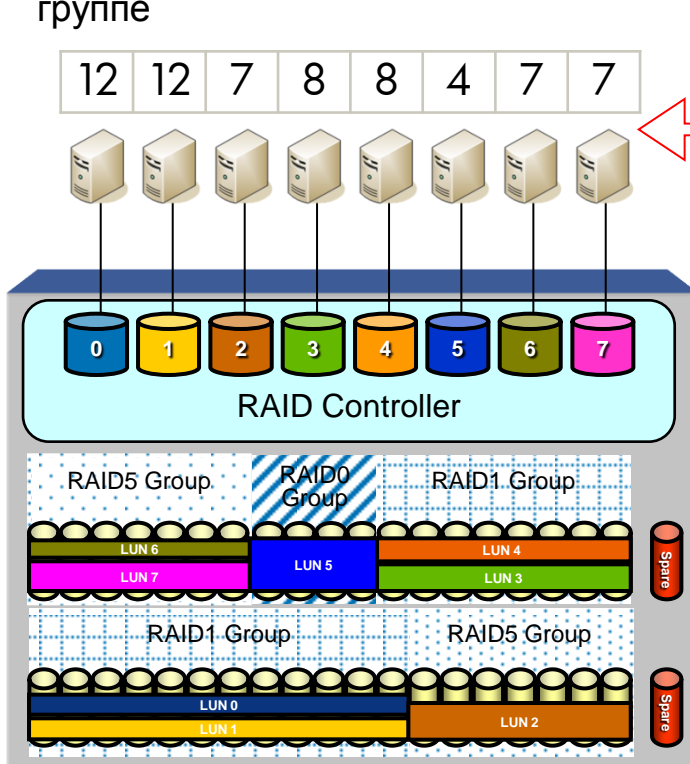 группе
12 12 7 8 8 4 7 7
0 1 2 3 4 5 6 7
RAID Controller
RAID5 Group
RAID0
Group
RAID1 Group
LUN 6
LUN 7
LUN 5
LUN 4
LUN 3
Spare
RAID1 Group
RAID5 Group
LUN 0
LUN 1
LUN 2
Spare